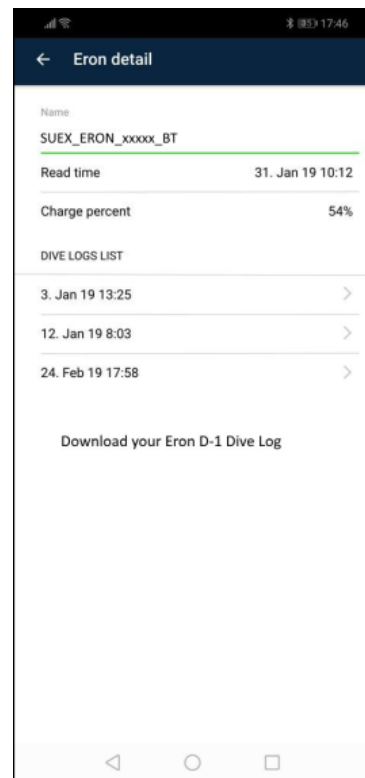 17:46
Eron detail
Name
SUEX_ERON_xxxxx_BT
Read time 31. Jan 19 10:12
Charge percent 54%
DIVE LOGS LIST
3. Jan 19 13:25
12. Jan 19 8:03
24. Feb 19 17:58
Download your Eron D-1 Dive Log